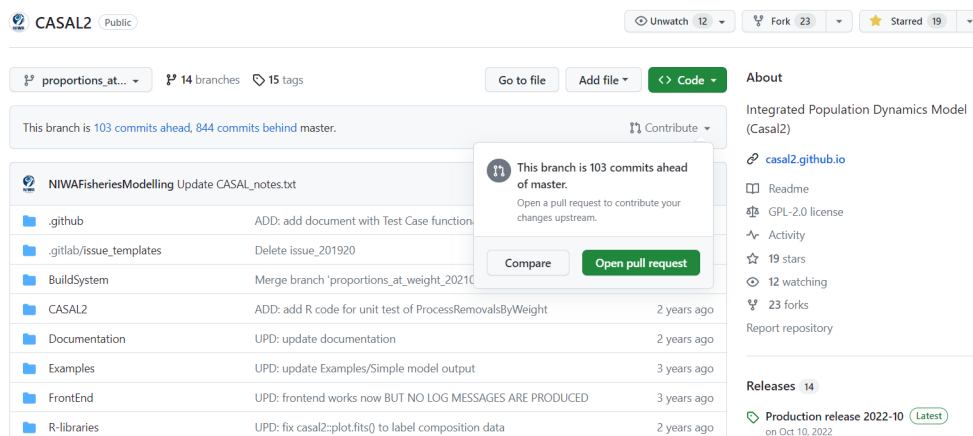 CASAL2 Public
Unwatch 12
Fork 23
Starred 19
proportions_at...
14 branches
15 tags
Go to file
Add file
Code
This branch is 103 commits ahead, 844 commits behind master.
Contribute
This branch is 103 commits ahead
of master.
Open a pull request to contribute your
changes upstream.
Compare
Open pull request
NIWAFisheriesModelling Update CASAL_notes.txt
.github ADD: add document with Test Case function
.gitlab/issue_templates Delete issue_201920
BuildSystem Merge branch 'proportions_at_weight_2021
CASAL2 ADD: add R code for unit test of ProcessRemovalsByWeight 2 years ago
Documentation UPD: update documentation 2 years ago
Examples UPD: update Examples/Simple model output 3 years ago
FrontEnd UPD: frontend works now BUT NO LOG MESSAGES ARE PRODUCED 3 years ago
R-libraries UPD: fix casal2::plot.fits() to label composition data 2 years ago
About
Integrated Population Dynamics Model
(Casal2)
casal2.github.io
Readme
GPL-2.0 license
Activity
19 stars
12 watching
23 forks
Report repository
Releases 14
Production release 2022-10 Latest
on Oct 10, 2022